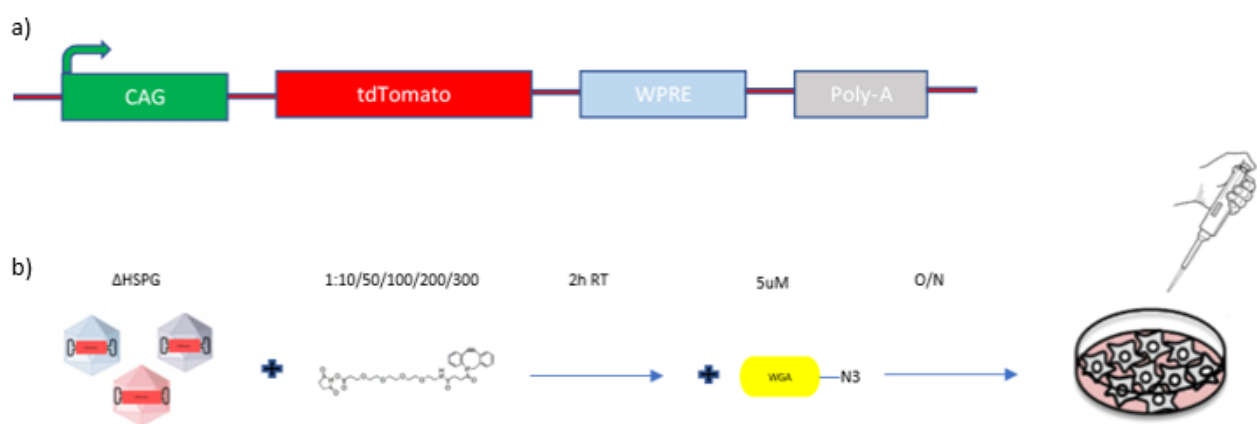 a)
CAG
tdTomato
WPRE
Poly-A
b)
ΔHSPG
1:10/50/100/200/300
2h RT
5uM
O/N
WGA
N3